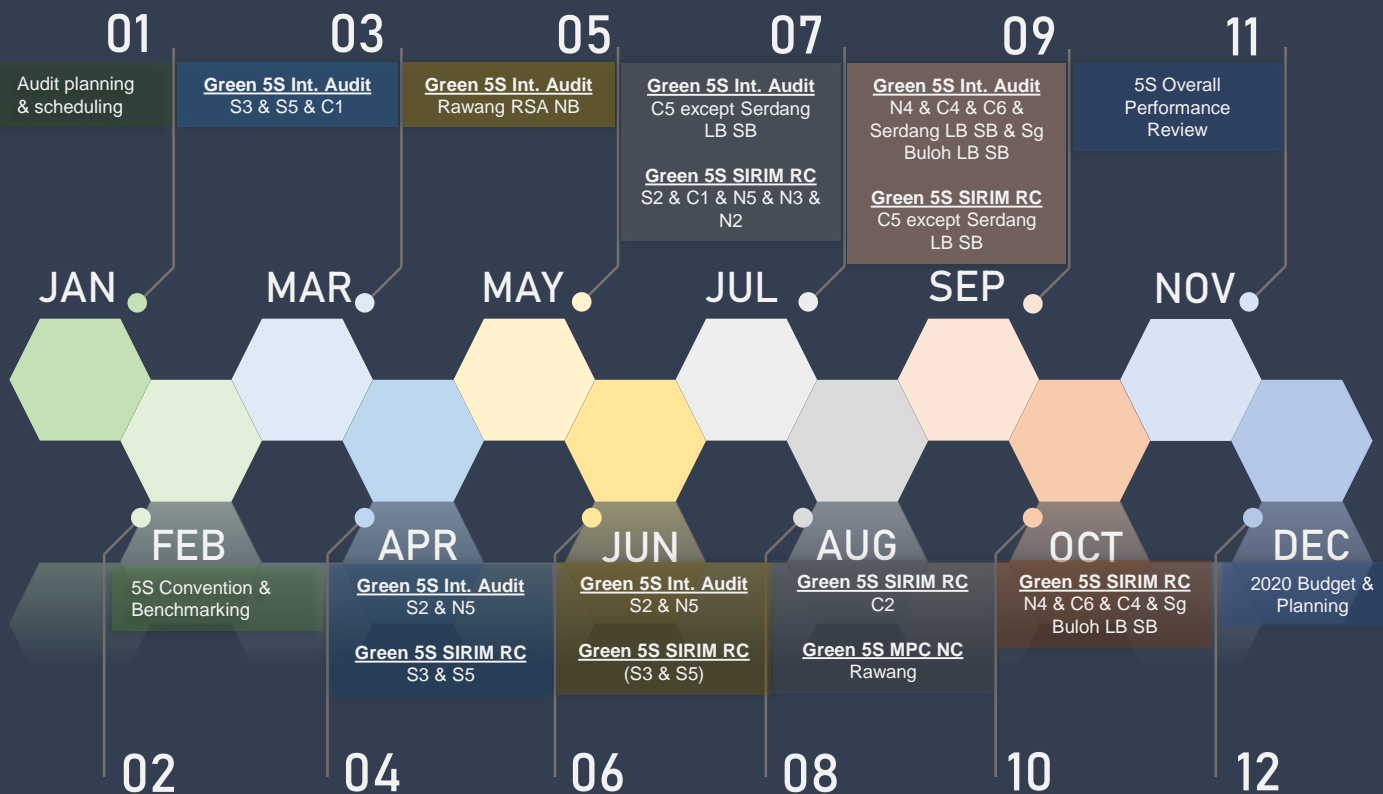 01
03
05
07
09
11
Audit planning
& scheduling
Green 5S Int. Audit
S3 & S5 & C1
Green 5S Int. Audit
Rawang RSA NB
Green 5S Int. Audit
C5 except Serdang
LB SB
Green 5S SIRIM RC
S2 & C1 & N5 & N3 &
N2
Green 5S Int. Audit
N4 & C4 & C6 &
Serdang LB SB & Sg
Buloh LB SB
Green 5S SIRIM RC
C5 except Serdang
LB SB
5S Overall
Performance
Review
JAN
MAR
MAY
JUL
SEP
NOV
FEB
APR
JUN
AUG
OCT
DEC
5S Convention &
Benchmarking
Green 5S Int. Audit
S2 & N5
Green 5S SIRIM RC
S3 & S5
Green 5S Int. Audit
S2 & N5
Green 5S SIRIM RC
(S3 & S5)
Green 5S SIRIM RC
C2
Green 5S MPC NC
Rawang
Green 5S SIRIM RC
N4 & C6 & C4 & Sg
Buloh LB SB
2020 Budget &
Planning
02
04
06
08
10
12